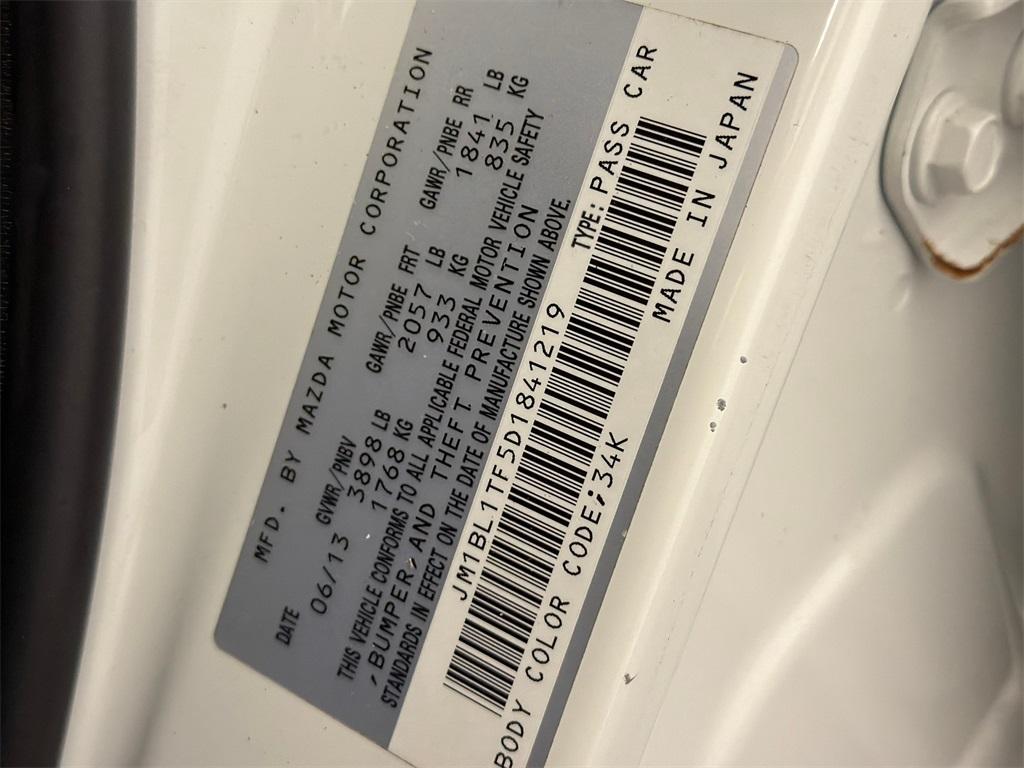 MFD. BY MAZDA MOTOR CORPORATION
DATE GVWR/PNBV GAWR/PNBE FRT GAWR/PNBE RR
06/13 3898 LB 2057 LB 1841 LB
1768 KG 933 KG 835 KG
THIS VEHICLE CONFORMS TO ALL APPLICABLE FEDERAL MOTOR VEHICLE SAFETY
,BUMPER, AND THEFT PREVENTION
STANDARDS IN EFFECT ON THE DATE OF MANUFACTURE SHOWN ABOVE.
JM1BL1TF5D1841219 TYPE: PASS CAR
BODY COLOR CODE;34K MADE IN JAPAN